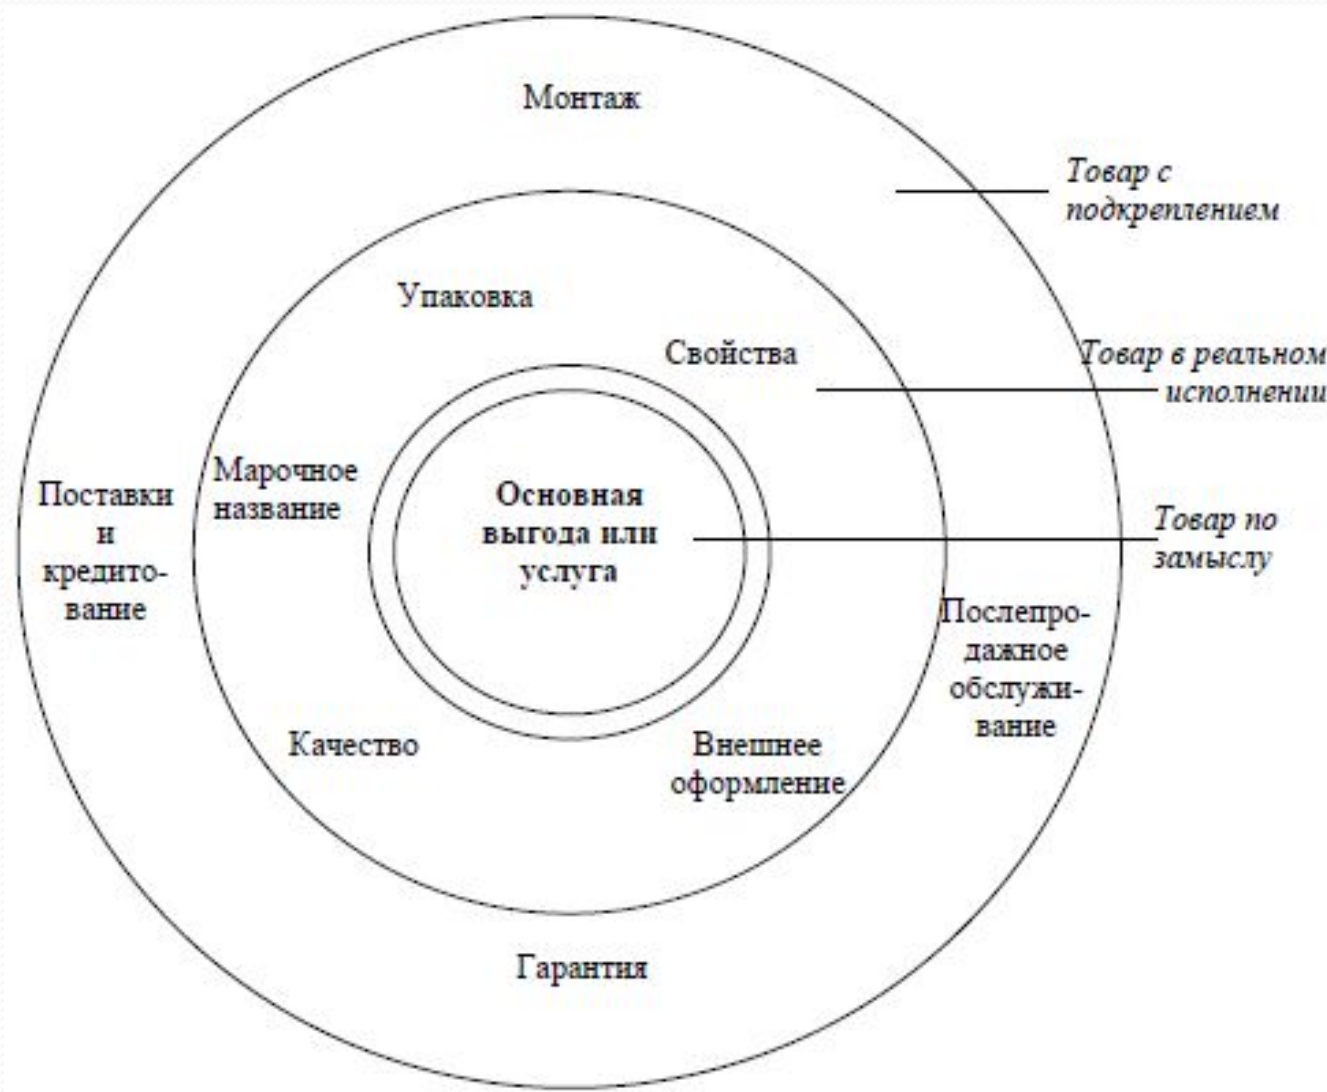 Монтаж
Товар с
подкреплением
Упаковка
Свойства
Товар в реальном
исполнении
Марочное
название
Поставки
и
кредито-
вание
Основная
выгода или
услуга
Товар по
замыслу
Послепро-
дажное
обслужи-
вание
Качество
Внешнее
оформление
Гарантия